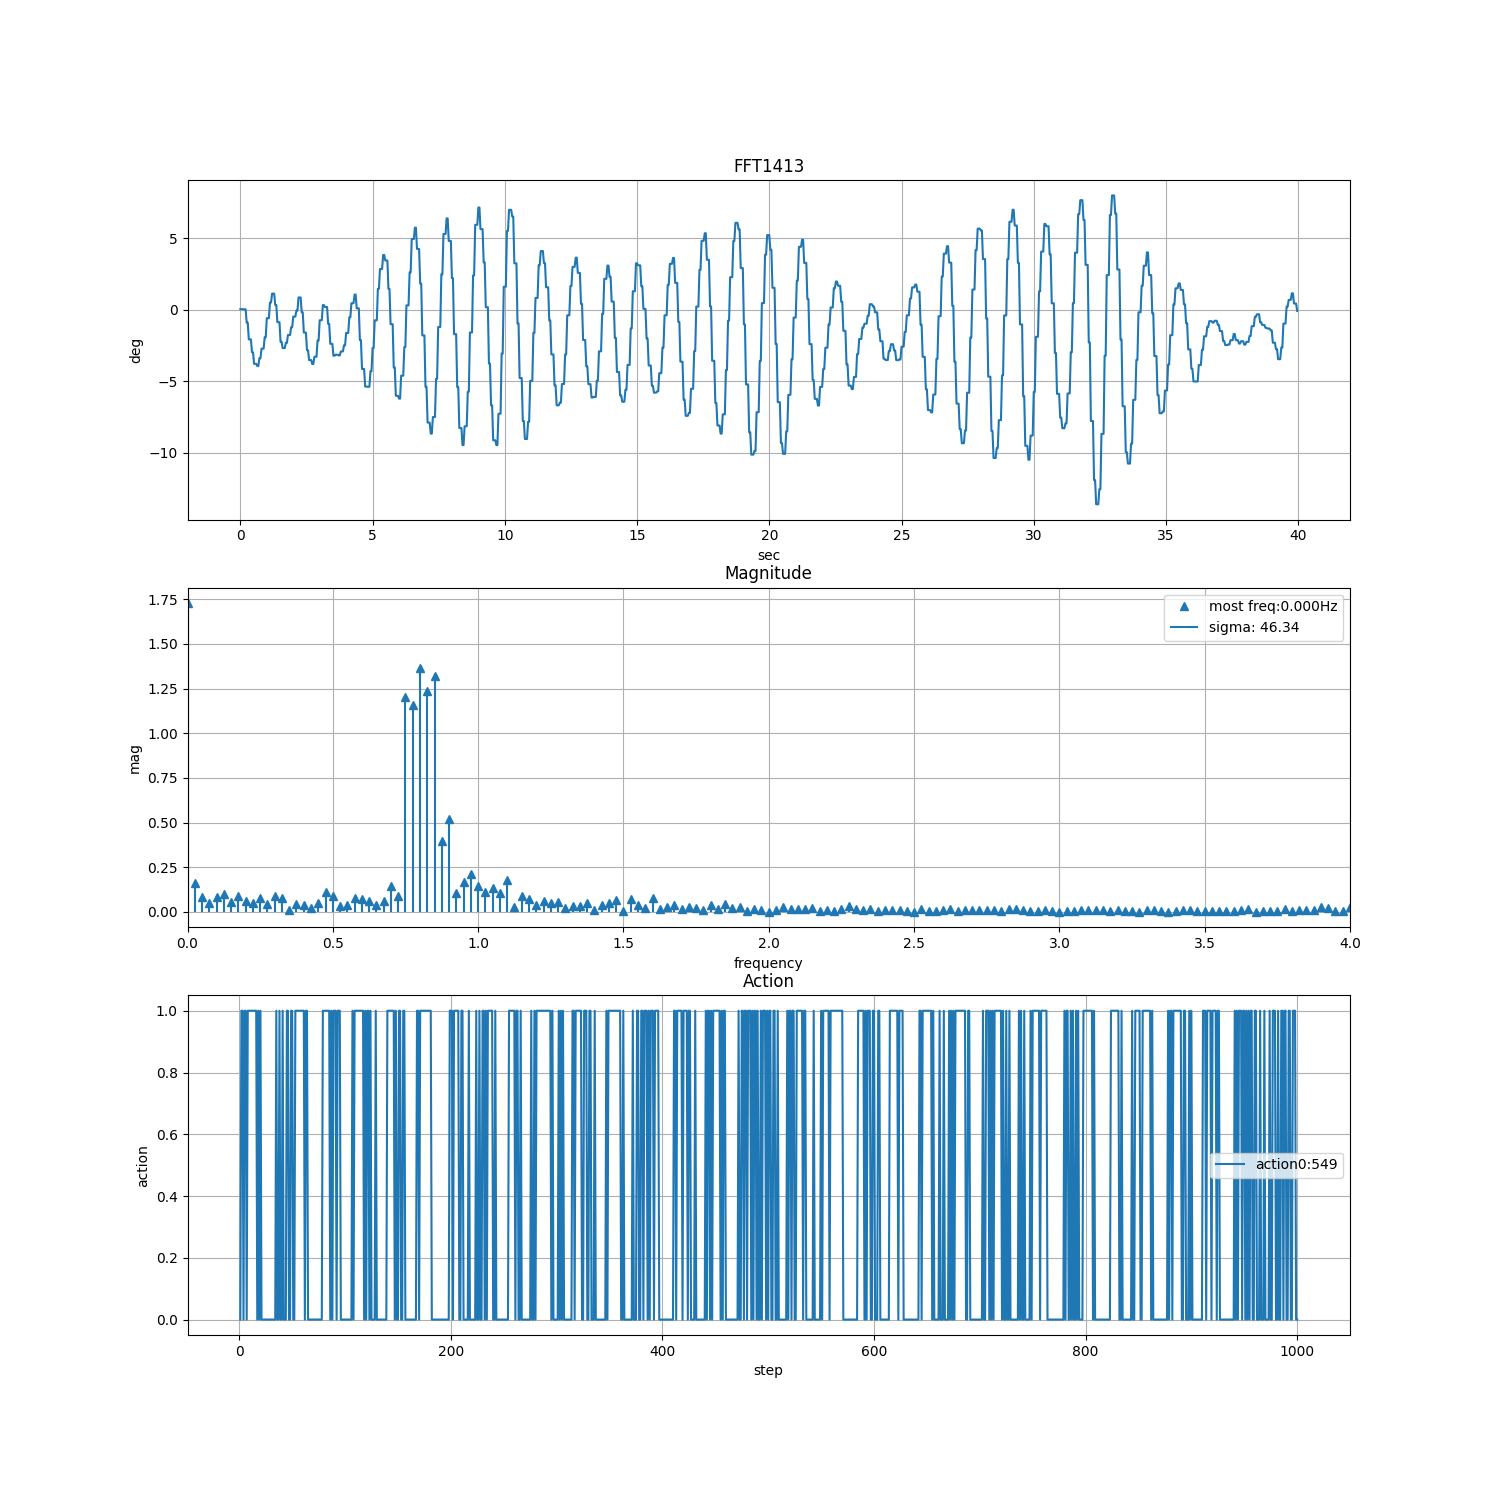 FFT1413
5
0
−5
−10
deg
0 5 10 15 20 25 30 35 40
sec
Magnitude
1.75
1.50
1.25
1.00
0.75
0.50
0.25
0.00
mag
most freq:0.000Hz
sigma: 46.34
0.0 0.5 1.0 1.5 2.0 2.5 3.0 3.5 4.0
frequency
Action
1.0
0.8
0.6
0.4
0.2
0.0
action
action0:549
0 200 400 600 800 1000
step